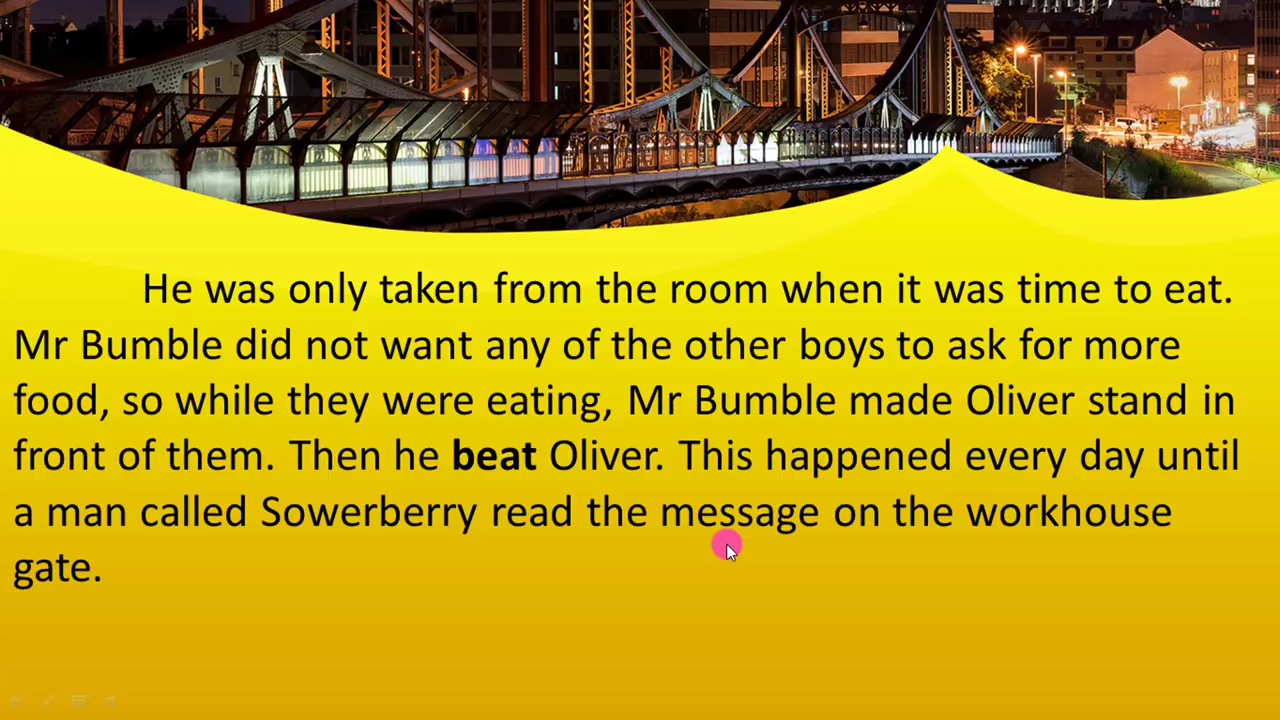 He was only taken from the room when it was time to eat.
Mr Bumble did not want any of the other boys to ask for more
food, so while they were eating, Mr Bumble made Oliver stand in
front of them. Then he beat Oliver. This happened every day until
a man called Sowerberry read the message on the workhouse
gate.